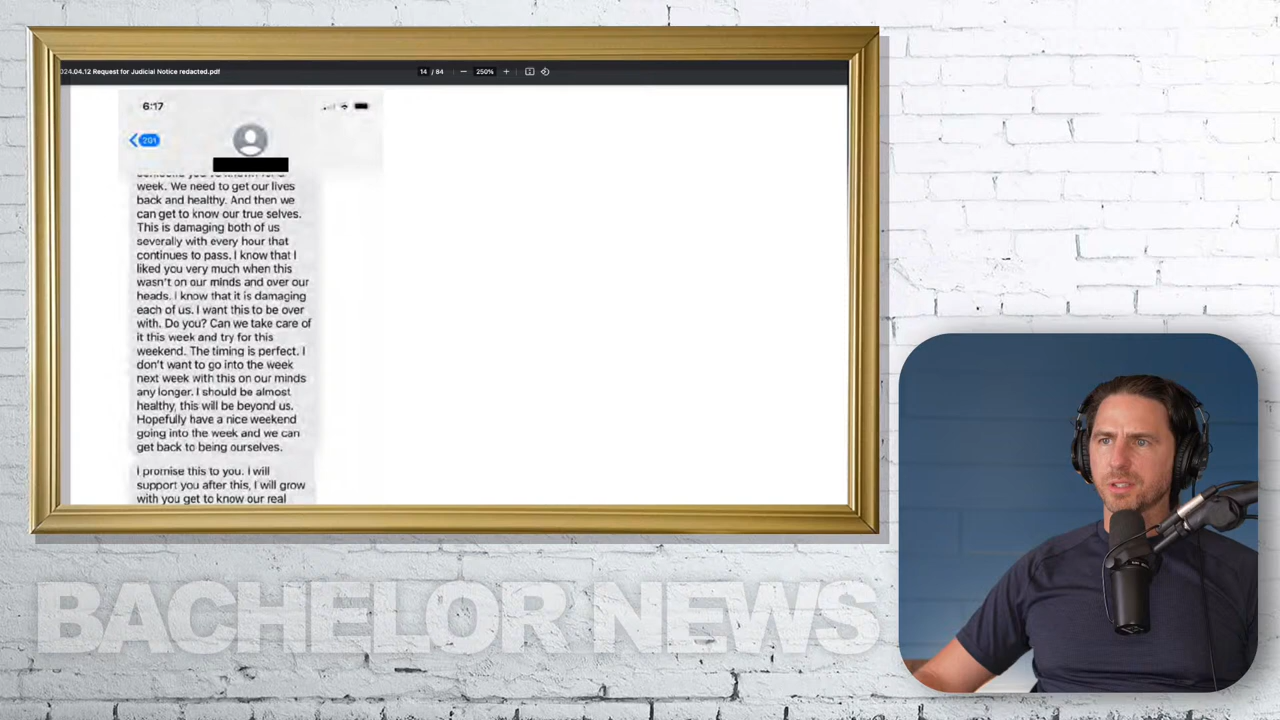 024.04.12 Request for Judicial Notice redacted.pdf
14 / 84
250%
6:17
201
week. We need to get our lives
back and healthy. And then we
can get to know our true selves.
This is damaging both of us
severally with every hour that
continues to pass. I know that I
liked you very much when this
wasn't on our minds and over our
heads. I know that it is damaging
each of us. I want this to be over
with. Do you? Can we take care of
it this week and try for this
weekend. The timing is perfect. I
don't want to go into the week
next week with this on our minds
any longer. I should be almost
healthy, this will be beyond us.
Hopefully have a nice weekend
going into the week and we can
get back to being ourselves.
I promise this to you. I will
support you after this, I will grow
with you get to know our real
BACHELOR NEWS